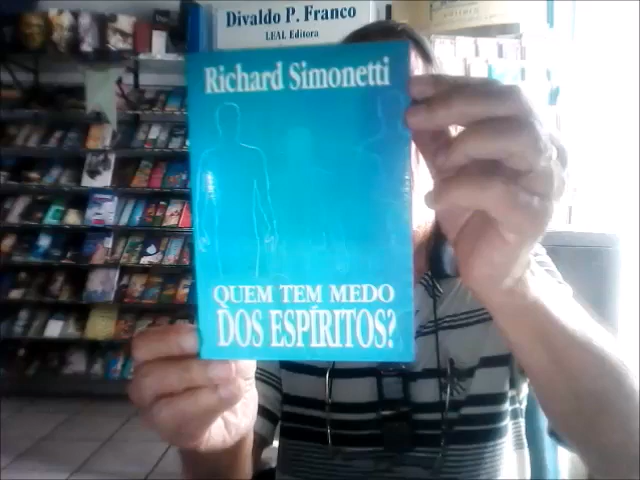 Divaldo P. Franco
LEAL Editora
Richard Simonetti
QUEM TEM MEDO
DOS ESPÍRITOS?